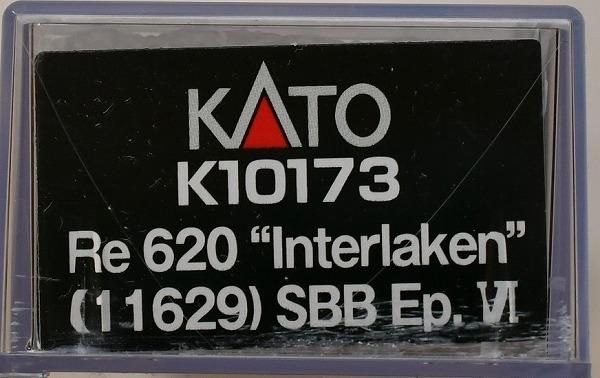 KATO
K10173
Re 620 “Interlaken”
(11629) SBB Ep. VI